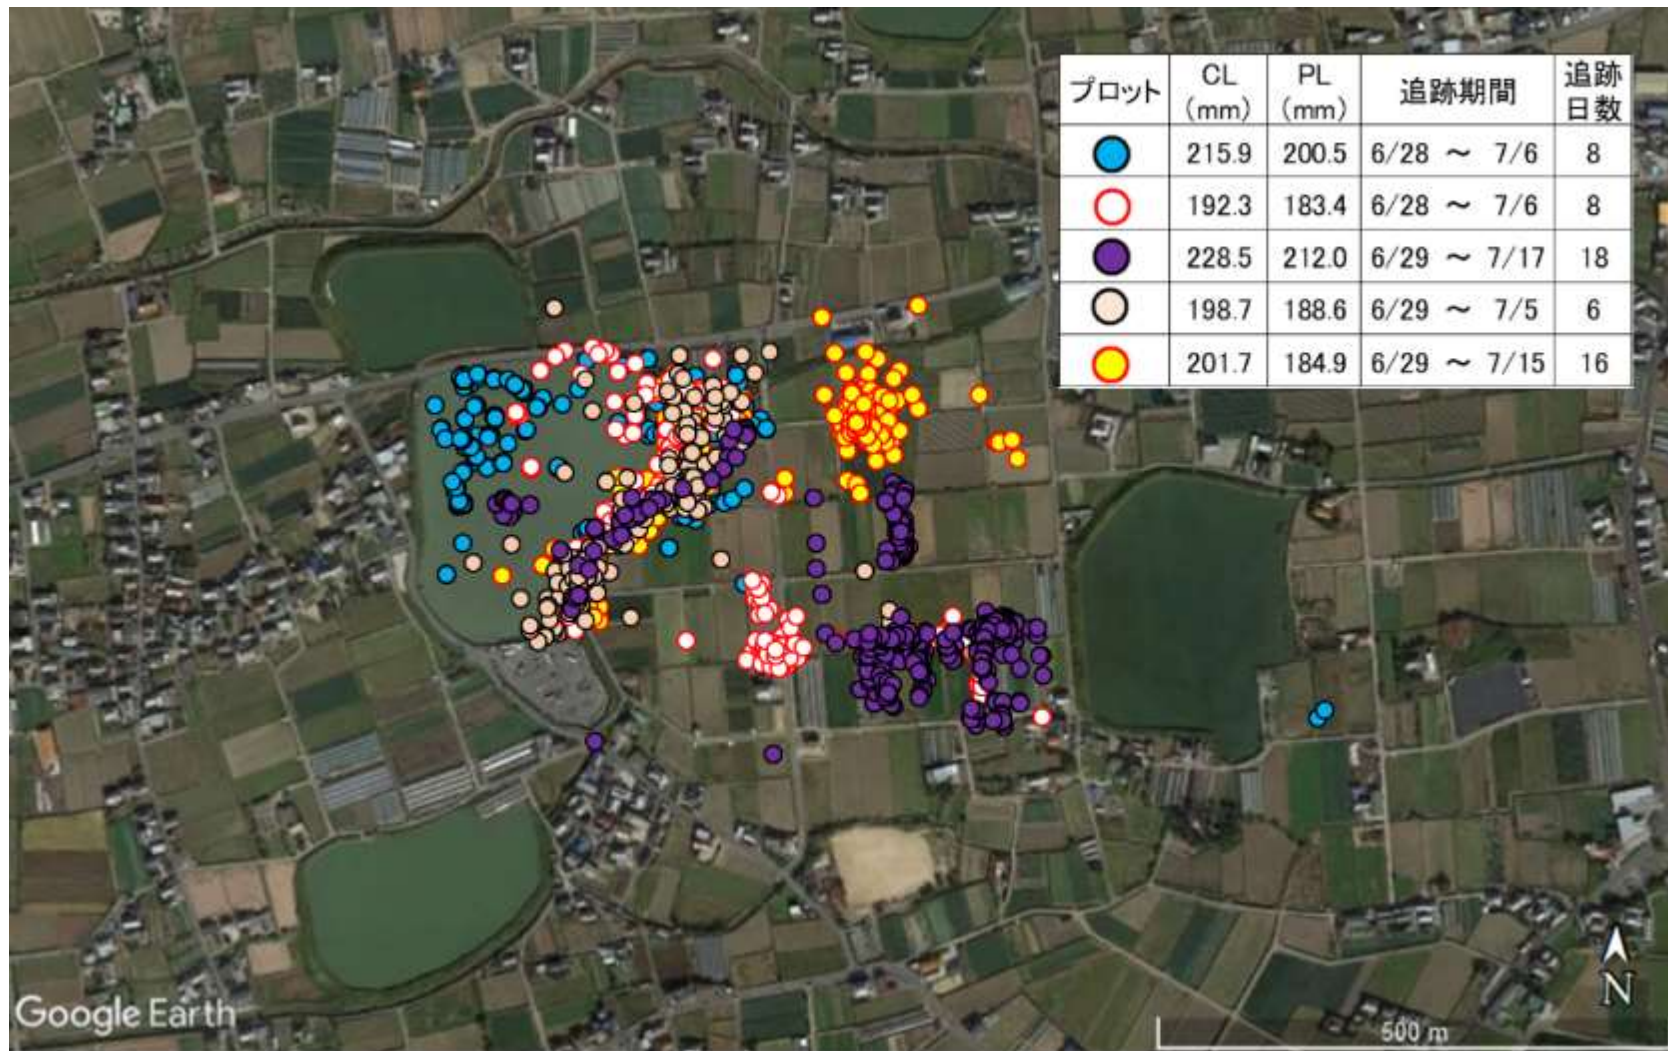 プロット CL (mm) PL (mm) 追跡期間 追跡日数
215.9 200.5 6/28 ～ 7/6 8
192.3 183.4 6/28 ～ 7/6 8
228.5 212.0 6/29 ～ 7/17 18
198.7 188.6 6/29 ～ 7/5 6
201.7 184.9 6/29 ～ 7/15 16
Google Earth
N
500 m